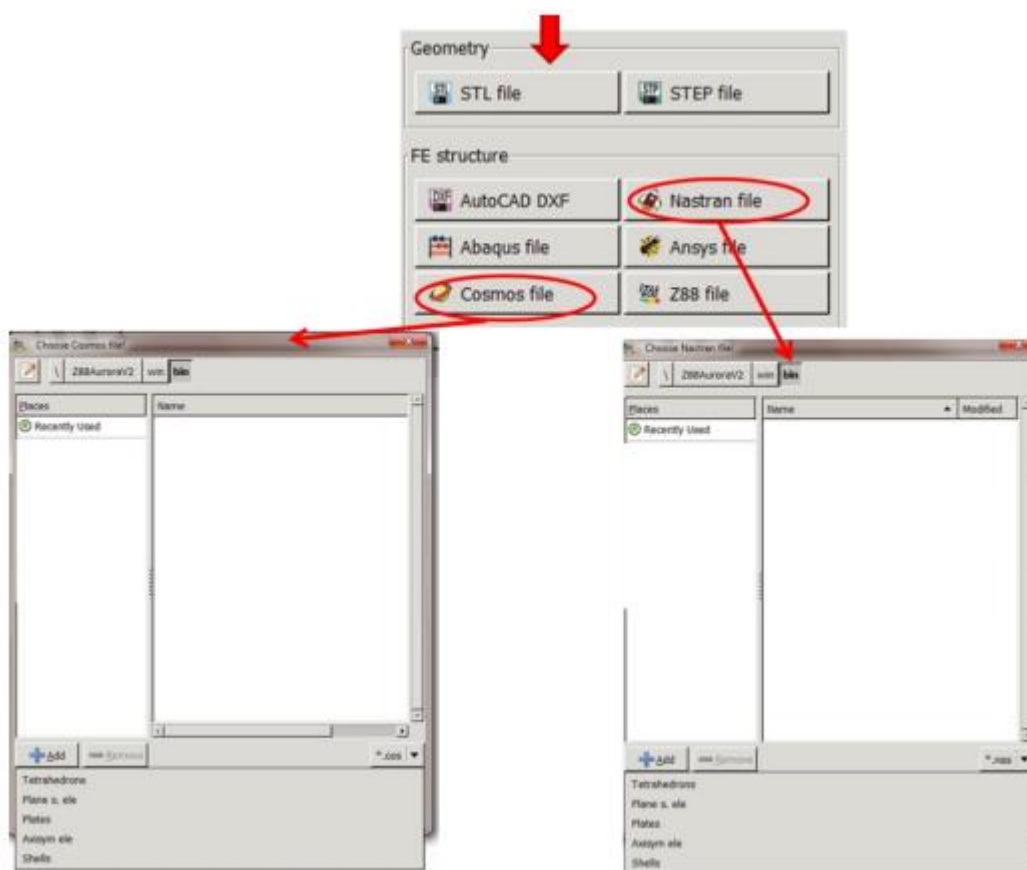 Geometry
STL file
STEP file
FE structure
AutoCAD DXF
Nastran file
Abaqus file
Ansys file
Cosmos file
Z88 file
Choose Cosmos file!
\ Z88AuroraV2 win bin
Places
Name
Recently Used
Add Remove *.cos
Tetrahedrons
Plane s. ele
Plates
Axisym ele
Shells
Choose Nastran file!
\ Z88AuroraV2 win bin
Places
Name
Modified
Recently Used
Add Remove *.nas
Tetrahedrons
Plane s. ele
Plates
Axisym ele
Shells